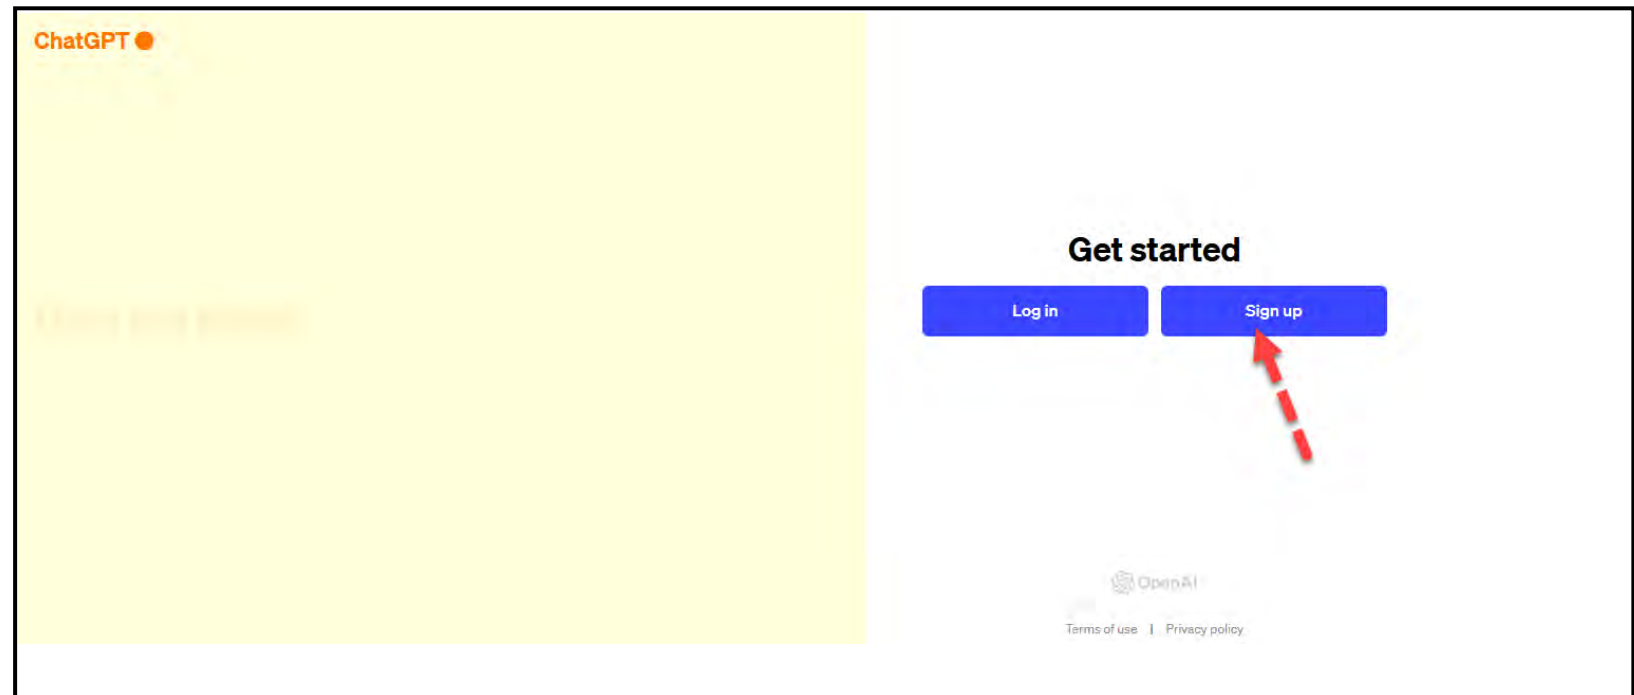 ChatGPT
Get started
Log in
Sign up
OpenAI
Terms of use | Privacy policy